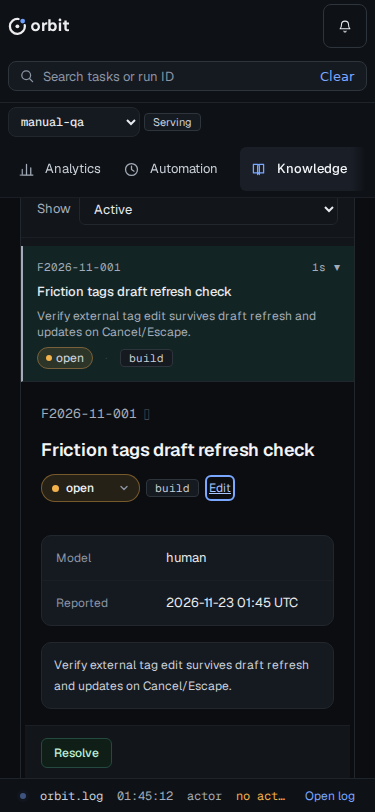 orbit
Search tasks or run ID
Clear
manual-qa
Serving
Analytics
Automation
Knowledge
Show
Active
F2026-11-001
1s ▼
Friction tags draft refresh check
Verify external tag edit survives draft refresh and
updates on Cancel/Escape.
open · build
F2026-11-001
Friction tags draft refresh check
open
build
Edit
Model
human
Reported
2026-11-23 01:45 UTC
Verify external tag edit survives draft refresh
and updates on Cancel/Escape.
Resolve
orbit.log 01:45:12 actor no act… Open log